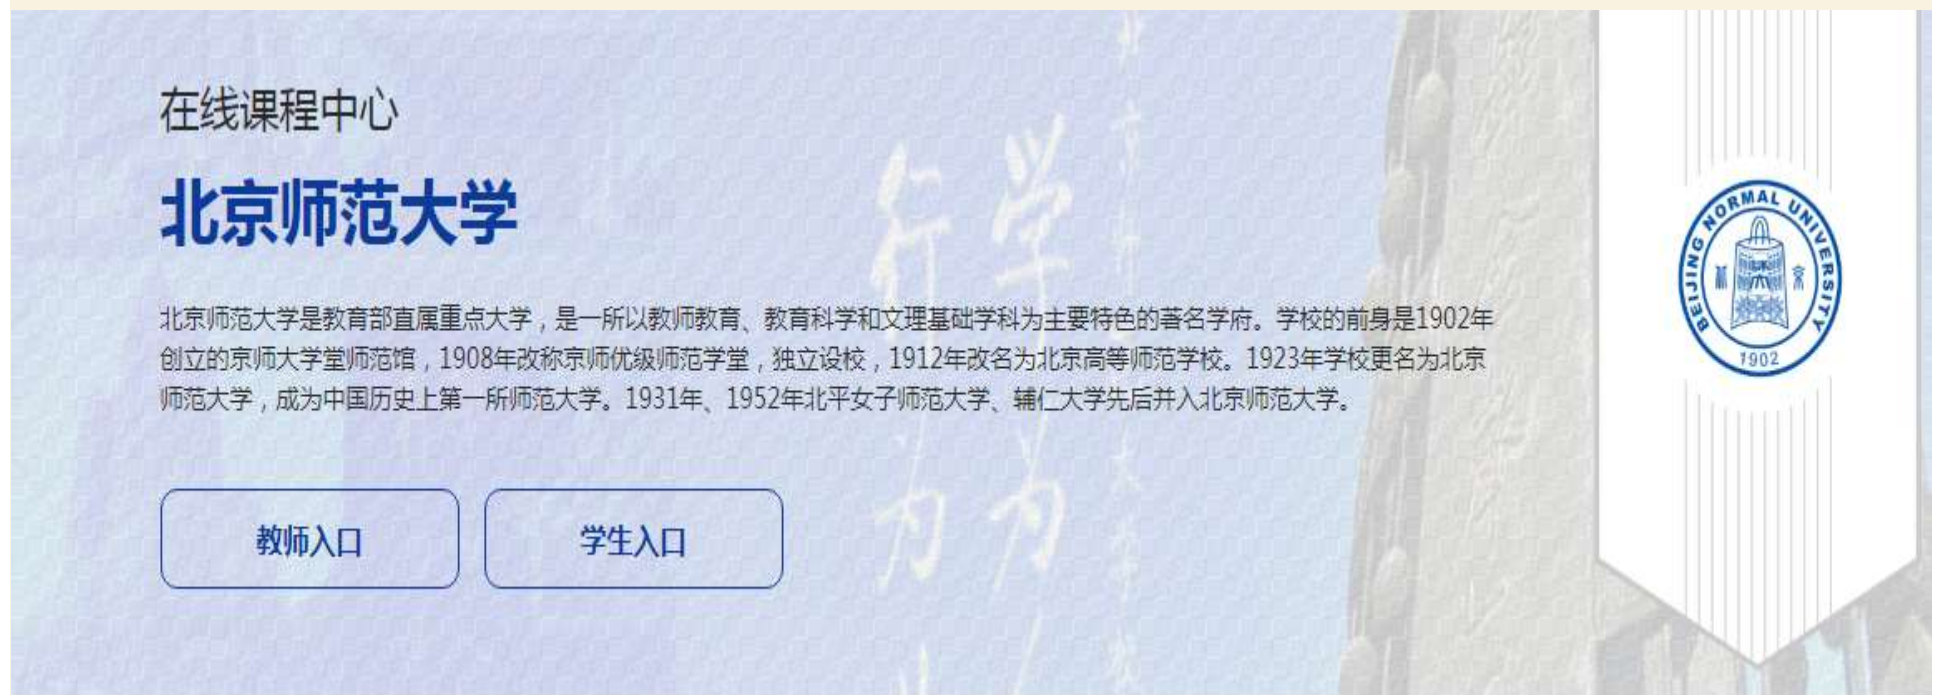 在线课程中心
北京师范大学
北京师范大学是教育部直属重点大学，是一所以教师教育、教育科学和文理基础学科为主要特色的著名学府。学校的前身是1902年
创立的京师大学堂师范馆，1908年改称京师优级师范学堂，独立设校，1912年改名为北京高等师范学校。1923年学校更名为北京
师范大学，成为中国历史上第一所师范大学。1931年、1952年北平女子师范大学、辅仁大学先后并入北京师范大学。
教师入口
学生入口
BEIJING NORMAL UNIVERSITY
1902
学为
行为